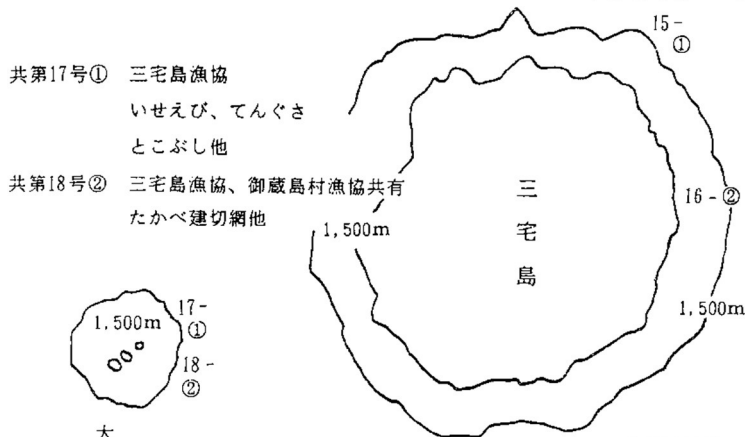 共第17号① 三宅島漁協
いせえび、てんぐさ
とこぶし他
共第18号② 三宅島漁協、御蔵島村漁協共有
たかべ建切網他
15-
①
三宅島
16-②
1,500m
1,500m
17-
①
1,500m
18-
②